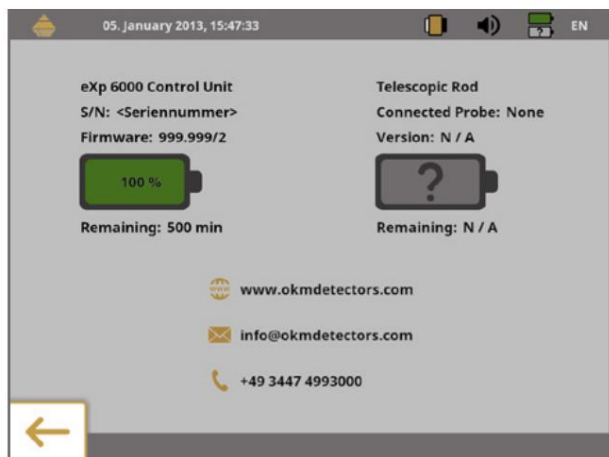 05. January 2013, 15:47:33
?
EN
eXp 6000 Control Unit
S/N: <Seriennummer>
Firmware: 999.999/2
100 %
Remaining: 500 min
Telescopic Rod
Connected Probe: None
Version: N / A
?
Remaining: N / A
www
www.okmdetectors.com
info@okmdetectors.com
+49 3447 4993000